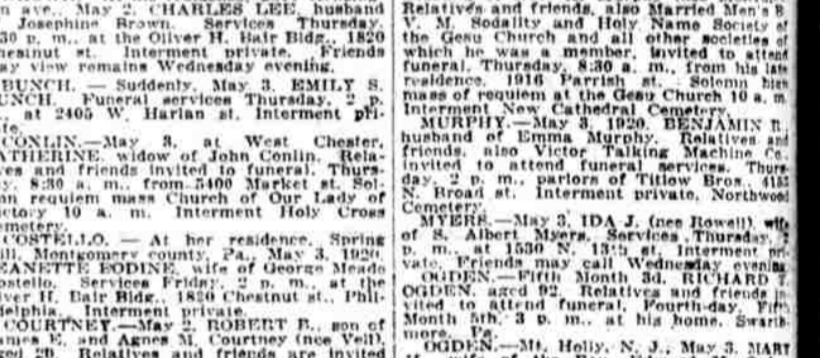 ave., May CHARLES LEE, husband
Josephine Brown. Services Thursday,
30 p. m., at the Oliver H. Bair Bldg., 1820
hestnut st. Interment private. Friends
ay view remains Wednesday evening.
BUNCH. — Suddenly, May 3, EMILY S.
UNCH. Funeral services Thursday, 2 p.
., at 2405 W. Harlan st. Interment pri-
te.
CONLIN.—May 3, at West Chester,
ATHERINE, widow of John Conlin. Rela-
ves and friends invited to funeral, Thurs-
y, 8:30 a. m., from 5400 Market st. Sol-
n requiem mass Church of Our Lady of
ictory 10 a. m. Interment Holy Cross
emetery.
COSTELLO. — At her residence, Spring
ill, Montgomery county, Pa., May 3, 1920,
EANETTE BODINE, wife of George Meade
ostello. Services Friday, 2 p. m., at the
iver H. Bair Bldg., 1820 Chestnut st., Phil-
delphia. Interment private.
COURTNEY.—May 2, ROBERT B., son of
ames E. and Agnes M. Courtney (nee Veil),
ged 20. Relatives and friends are invited
Relatives and friends, also Married Men's B.
V. M. Sodality and Holy Name Society of
the Gesu Church and all other societies of
which he was a member, invited to attend
funeral, Thursday, 8:30 a. m., from his late
residence, 1916 Parrish st. Solemn high
mass of requiem at the Gesu Church 10 a. m.
Interment New Cathedral Cemetery.
MURPHY.—May 3, 1920, BENJAMIN R.,
husband of Emma Murphy. Relatives and
friends, also Victor Talking Machine Co.,
invited to attend funeral services, Thurs-
day, 2 p. m., parlors of Titlow Bros., 4152
N. Broad st. Interment private, Northwood
Cemetery.
MYERS.—May 3, IDA J. (nee Rowell), wife
of S. Albert Myers. Services Thursday, 2
p. m., at 1530 N. 13th st. Interment pri-
vate. Friends may call Wednesday evening
OGDEN.—Fifth Month 3d, RICHARD T.
OGDEN, aged 92. Relatives and friends in-
vited to attend funeral, Fourth-day, Fifth
Month 5th, 3 p. m., at his home, Swarth-
more, Pa.
OGDEN.—Mt. Holly, N. J., May 3, MARY